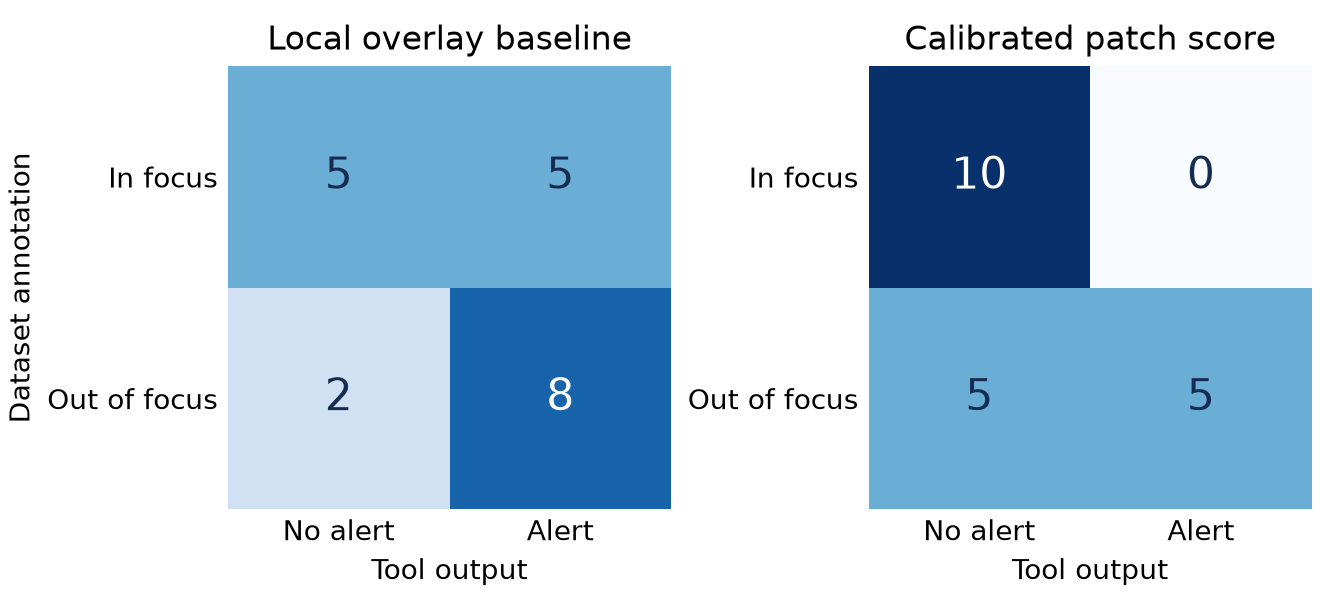 Local overlay baseline
Calibrated patch score
Dataset annotation
In focus
5
5
In focus
10
0
Out of focus
2
8
Out of focus
5
5
No alert
Alert
No alert
Alert
Tool output
Tool output